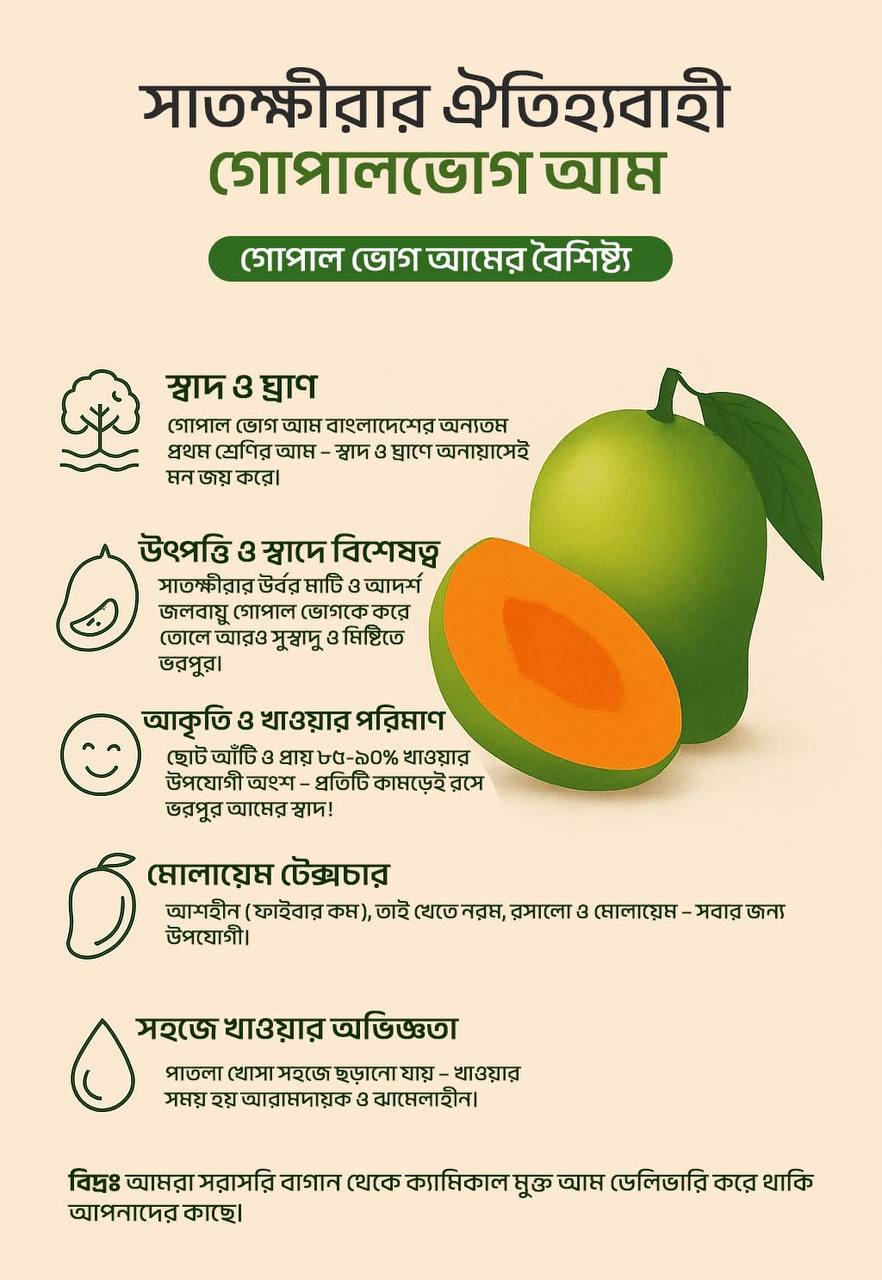 সাতক্ষীরার ঐতিহ্যবাহী
গোপালভোগ আম
গোপাল ভোগ আমের বৈশিষ্ট্য
স্বাদ ও ঘ্রাণ
গোপাল ভোগ আম বাংলাদেশের অন্যতম
প্রথম শ্রেণির আম – স্বাদ ও ঘ্রাণে অনায়াসেই
মন জয় করে।
উৎপত্তি ও স্বাদে বিশেষত্ব
সাতক্ষীরার উর্বর মাটি ও আদর্শ
জলবায়ু গোপাল ভোগকে করে
তোলে আরও সুস্বাদু ও মিষ্টিতে
ভরপুর।
আকৃতি ও খাওয়ার পরিমাণ
ছোট আঁটি ও প্রায় ৮৫-৯০% খাওয়ার
উপযোগী অংশ – প্রতিটি কামড়েই রসে
ভরপুর আমের স্বাদ!
মোলায়েম টেক্সচার
আশহীন (ফাইবার কম), তাই খেতে নরম, রসালো ও মোলায়েম – সবার জন্য
উপযোগী।
সহজে খাওয়ার অভিজ্ঞতা
পাতলা খোসা সহজে ছড়ানো যায় – খাওয়ার
সময় হয় আরামদায়ক ও ঝামেলাহীন।
বিদ্রঃ আমরা সরাসরি বাগান থেকে ক্যামিকাল মুক্ত আম ডেলিভারি করে থাকি
আপনাদের কাছে।